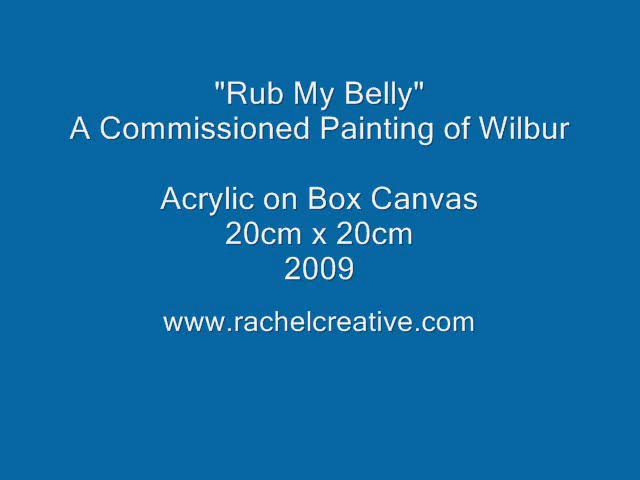 "Rub My Belly"
A Commissioned Painting of Wilbur
Acrylic on Box Canvas
20cm x 20cm
2009
www.rachelcreative.com